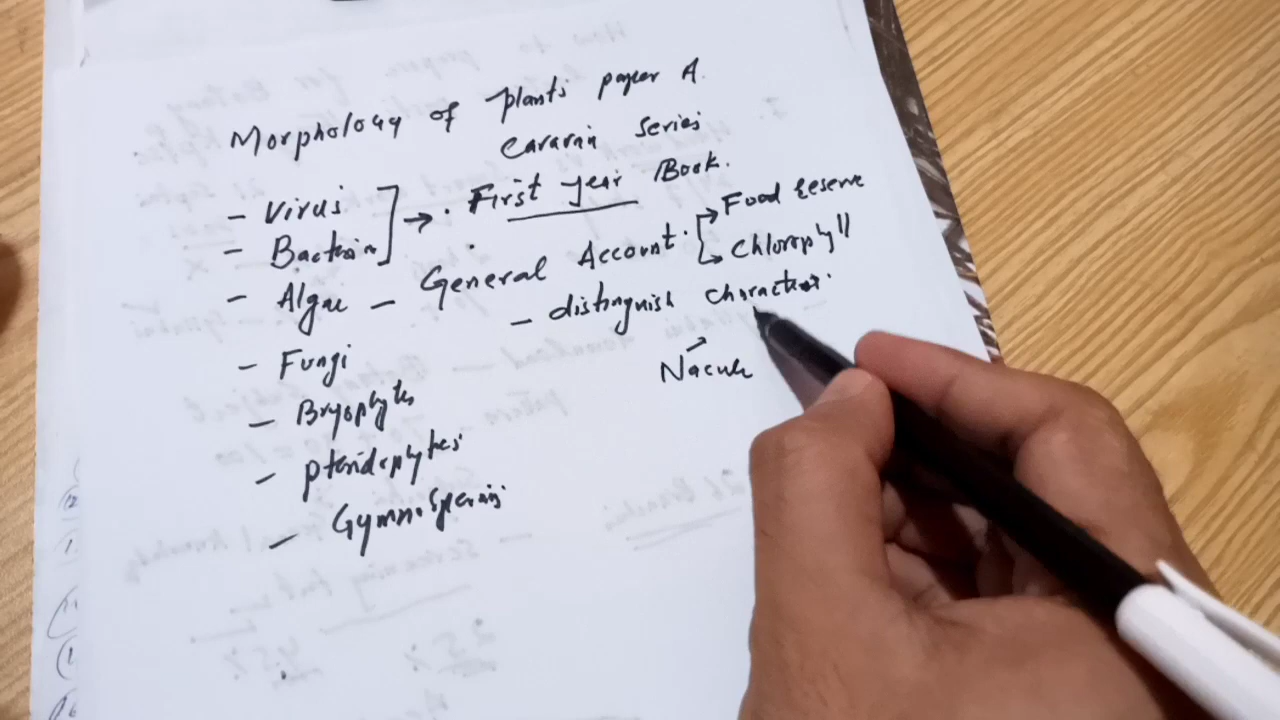 Morphology of plants paper A.
Caravan series
- Virus → First year Book.
- Bacteria
- Algae - General Account. → Food reserve
→ Chlorophyll
- distinguish character
- Fungi
- Bryophytes
- Pteridophytes
- Gymnosperms